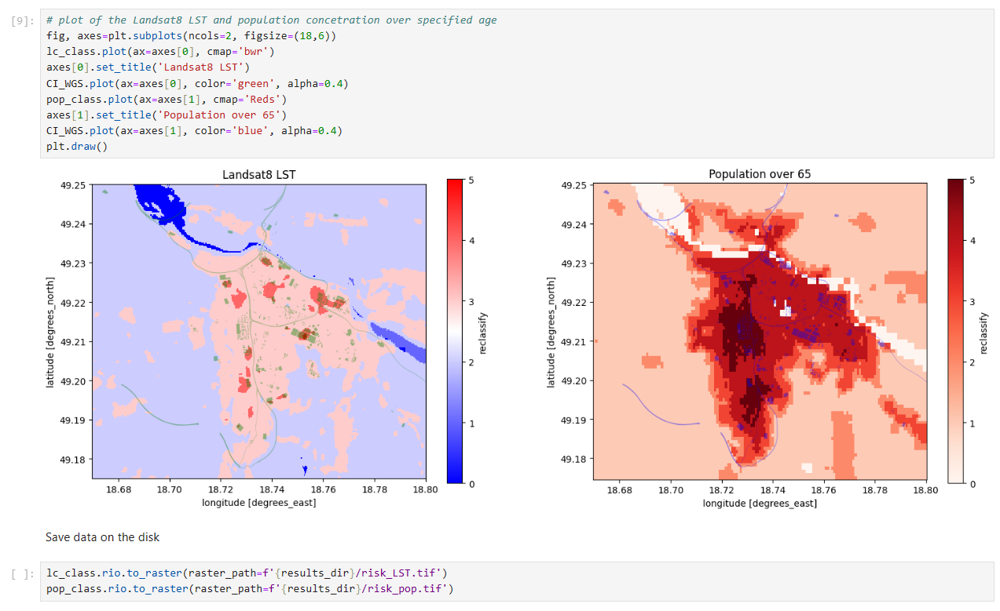 [9]:
# plot of the Landsat8 LST and population concetration over specified age
fig, axes=plt.subplots(ncols=2, figsize=(18,6))
lc_class.plot(ax=axes[0], cmap='bwr')
axes[0].set_title('Landsat8 LST')
CI_WGS.plot(ax=axes[0], color='green', alpha=0.4)
pop_class.plot(ax=axes[1], cmap='Reds')
axes[1].set_title('Population over 65')
CI_WGS.plot(ax=axes[1], color='blue', alpha=0.4)
plt.draw()
Landsat8 LST
49.25
49.24
49.23
49.22
49.21
49.20
49.19
49.18
latitude [degrees_north]
18.68 18.70 18.72 18.74 18.76 18.78 18.80
longitude [degrees_east]
5
4
3
2
1
0
reclassify
Population over 65
49.25
49.24
49.23
49.22
49.21
49.20
49.19
49.18
latitude [degrees_north]
18.68 18.70 18.72 18.74 18.76 18.78 18.80
longitude [degrees_east]
5
4
3
2
1
0
reclassify
Save data on the disk
[ ]:
lc_class.rio.to_raster(raster_path=f'{results_dir}/risk_LST.tif')
pop_class.rio.to_raster(raster_path=f'{results_dir}/risk_pop.tif')